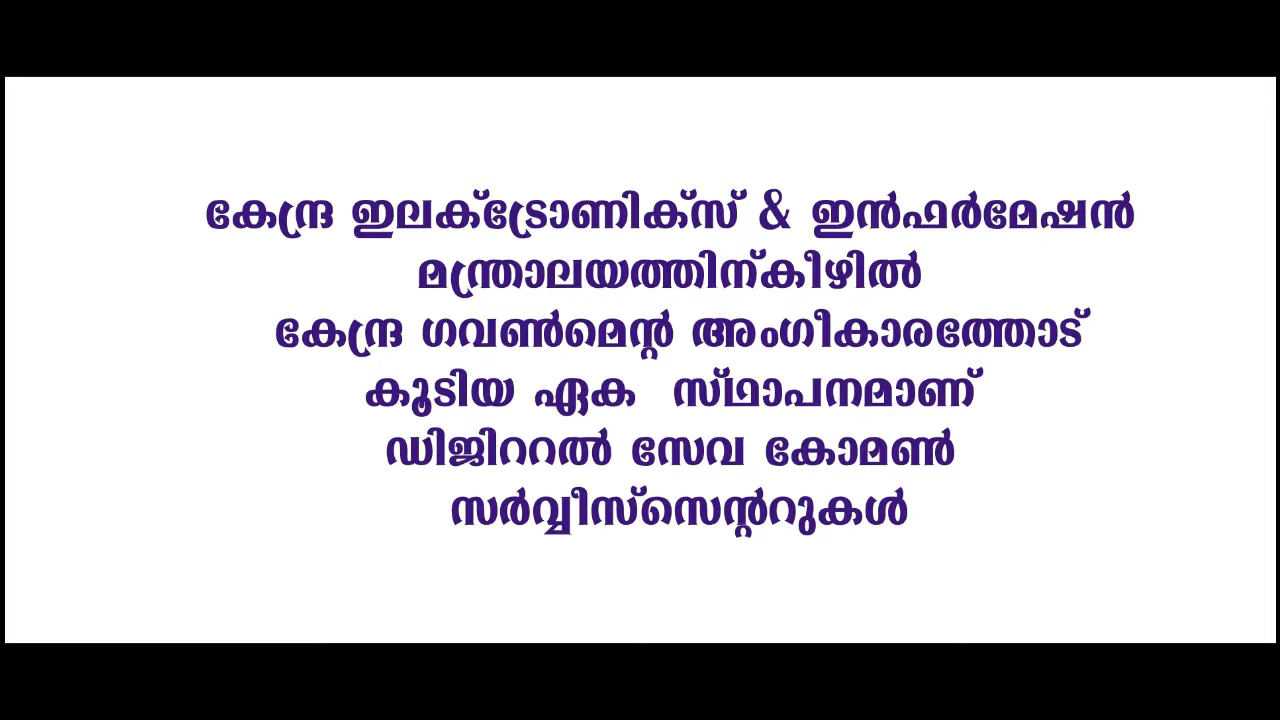 കേന്ദ്ര ഇലക്ട്രോണിക്സ് & ഇൻഫർമേഷൻ
മന്ത്രാലയത്തിന്കീഴിൽ
കേന്ദ്ര ഗവൺമെന്റ അംഗീകാരത്തോട്
കൂടിയ ഏക സ്ഥാപനമാണ്
ഡിജിററൽ സേവ കോമൺ
സർവ്വീസ്സെന്ററുകൾ